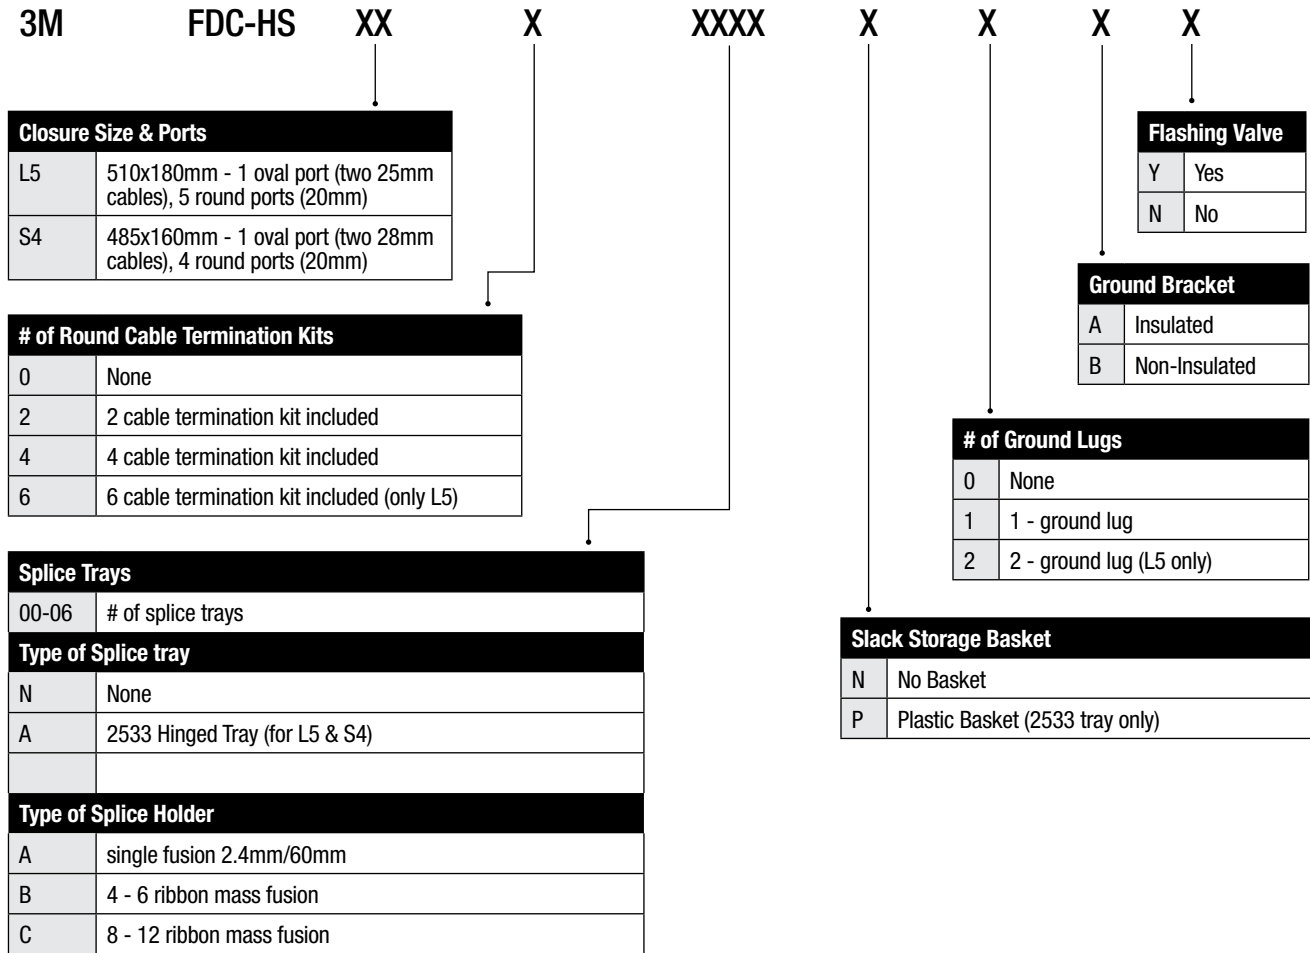 3M FDC-HS XX X XXXX X X X X
Closure Size & Ports
L5 510x180mm - 1 oval port (two 25mm
cables), 5 round ports (20mm)
S4 485x160mm - 1 oval port (two 28mm
cables), 4 round ports (20mm)
# of Round Cable Termination Kits
0 None
2 2 cable termination kit included
4 4 cable termination kit included
6 6 cable termination kit included (only L5)
Splice Trays
00-06 # of splice trays
Type of Splice tray
N None
A 2533 Hinged Tray (for L5 & S4)
Type of Splice Holder
A single fusion 2.4mm/60mm
B 4 - 6 ribbon mass fusion
C 8 - 12 ribbon mass fusion
Flashing Valve
Y Yes
N No
Ground Bracket
A Insulated
B Non-Insulated
# of Ground Lugs
0 None
1 1 - ground lug
2 2 - ground lug (L5 only)
Slack Storage Basket
N No Basket
P Plastic Basket (2533 tray only)